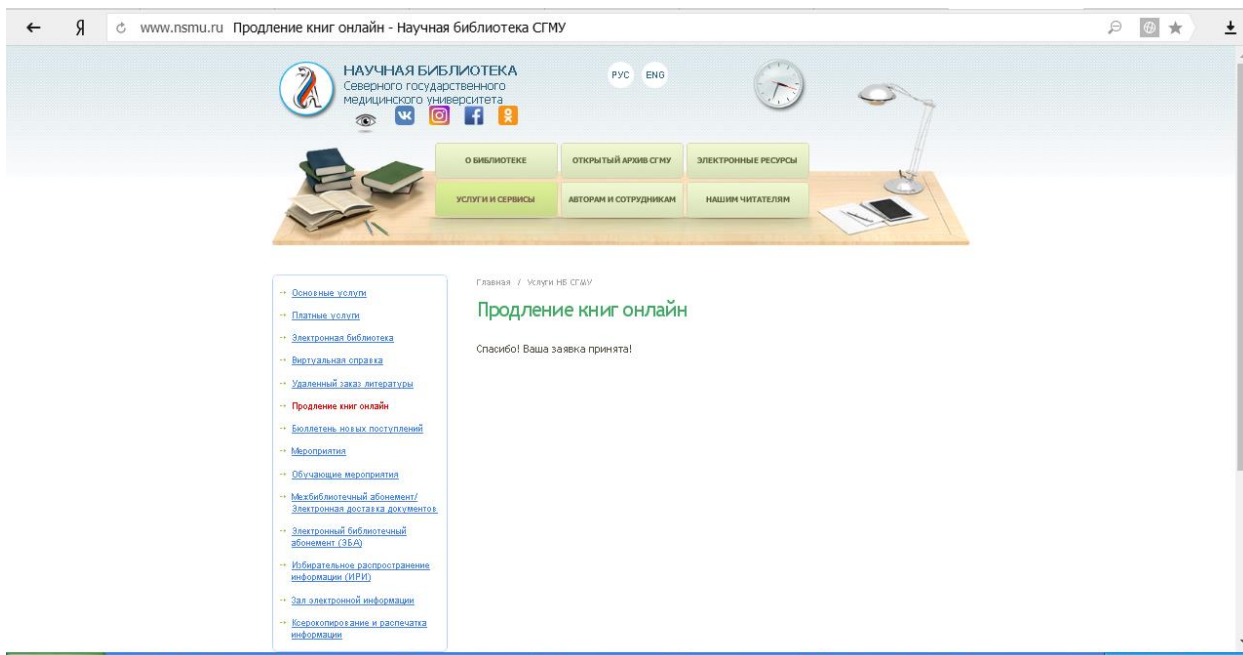 Я www.nsmu.ru Продление книг онлайн - Научная библиотека СГМУ
НАУЧНАЯ БИБЛИОТЕКА
Северного государственного
медицинского университета
РУС ENG
О БИБЛИОТЕКЕ ОТКРЫТЫЙ АРХИВ СГМУ ЭЛЕКТРОННЫЕ РЕСУРСЫ
УСЛУГИ И СЕРВИСЫ АВТОРАМ И СОТРУДНИКАМ НАШИМ ЧИТАТЕЛЯМ
Основные услуги
Платные услуги
Электронная библиотека
Виртуальная справка
Удаленный заказ литературы
Продление книг онлайн
Бюллетень новых поступлений
Мероприятия
Обучающие мероприятия
Межбиблиотечный абонемент/
Электронная доставка документов
Электронный библиотечный
абонемент (ЭБА)
Избирательное распространение
информации (ИРИ)
Зал электронной информации
Ксерокопирование и распечатка
информации
Главная / Услуги НБ СГМУ
Продление книг онлайн
Спасибо! Ваша заявка принята!